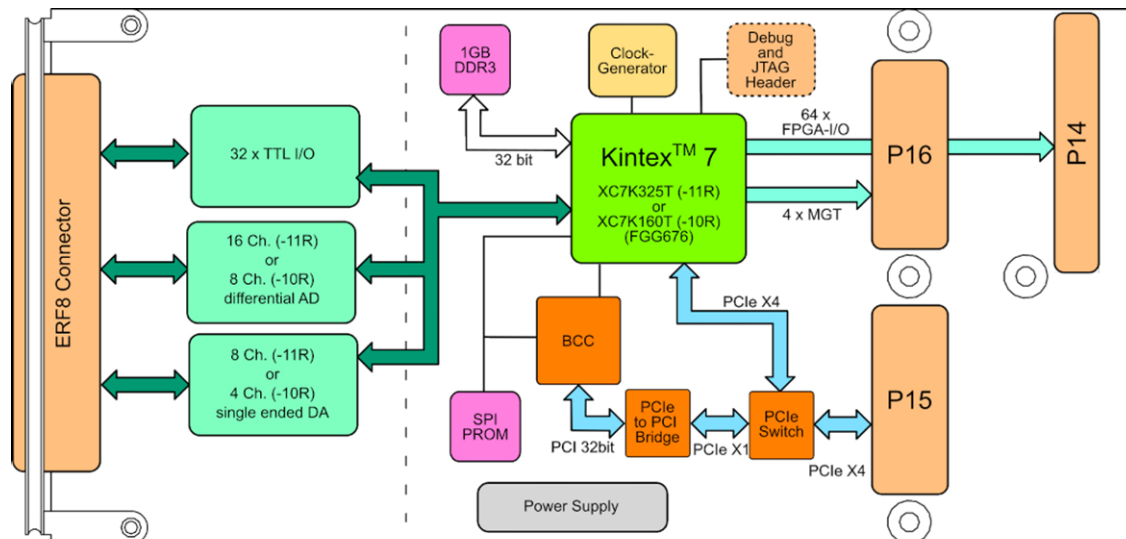 ERF8 Connector
32 x TTL I/O
16 Ch. (-11R)
or
8 Ch. (-10R)
differential AD
8 Ch. (-11R)
or
4 Ch. (-10R)
single ended DA
1GB
DDR3
32 bit
Clock-
Generator
Debug
and
JTAG
Header
Kintex™ 7
XC7K325T (-11R)
or
XC7K160T (-10R)
(FGG676)
64 x
FPGA-I/O
4 x MGT
P16
P14
PCIe X4
BCC
SPI
PROM
PCI 32bit
PCIe
to PCI
Bridge
PCIe X1
PCIe
Switch
PCIe X4
P15
Power Supply